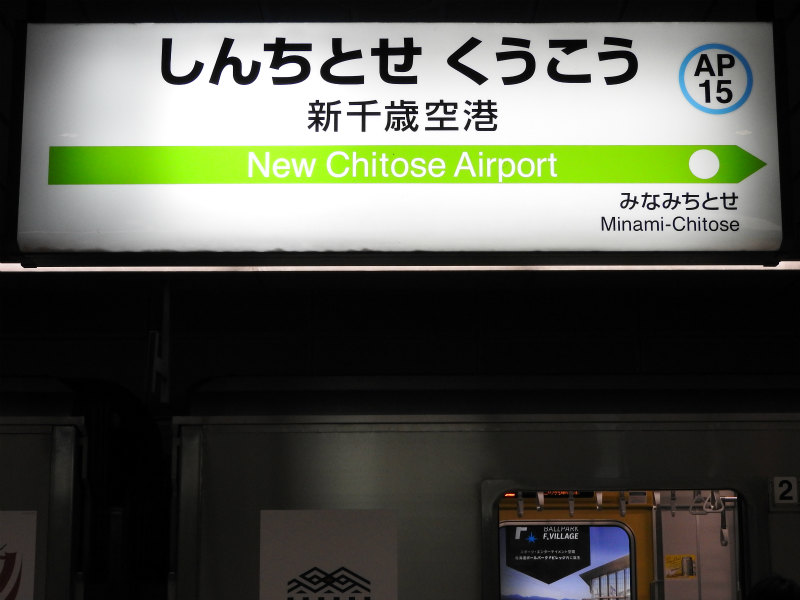 しんちとせ くうこう
新千歳空港
AP
15
New Chitose Airport
みなみちとせ
Minami-Chitose
2
BALLPARK
F,VILLAGE